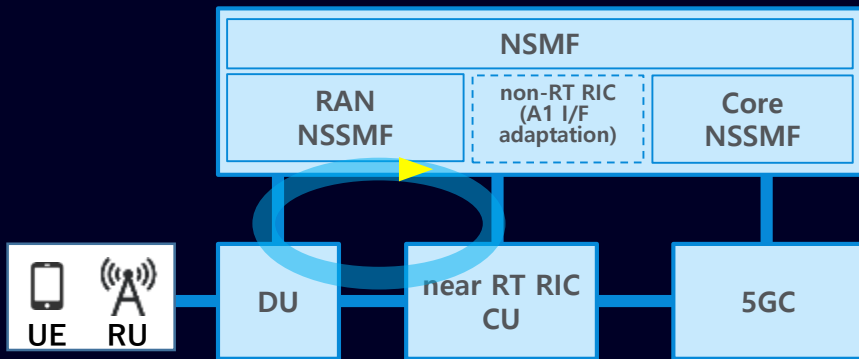 NSMF
RAN
NSSMF
non-RT RIC
(A1 I/F
adaptation)
Core
NSSMF
UE
RU
DU
near RT RIC
CU
5GC